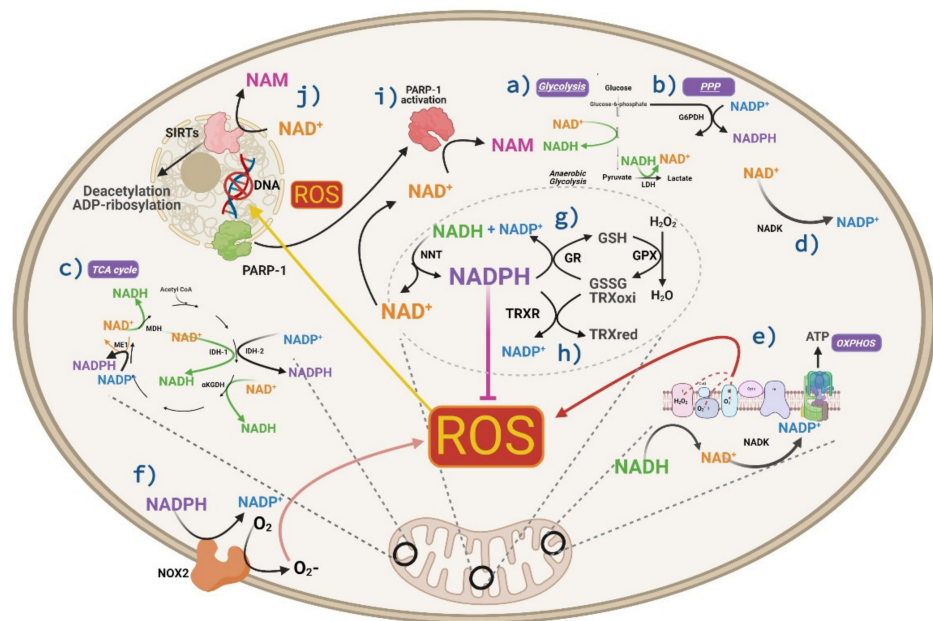 j)
NAM
SIRTs
NAD⁺
DNA
ROS
Deacetylation
ADP-ribosylation
PARP-1
i)
PARP-1
activation
NAM
NAD⁺
NAD⁺
a)
Glycolysis
Glucose
Glucose-6-phosphate
NAD⁺
NADH
NADH
NAD⁺
Anaerobic
Glycolysis
Pyruvate
LDH
Lactate
b)
PPP
G6PDH
NADP⁺
NADPH
NAD⁺
NADK
NADP⁺
d)
c)
TCA cycle
NADH
Acetyl CoA
NAD⁺
MDH
NAD⁺
ME1
NADPH
NADP⁺
IDH-1
IDH-2
NADP⁺
NADPH
NADH
αKGDH
NAD⁺
NADH
g)
NADH + NADP⁺
NNT
NADPH
GR
GSH
GPX
H₂O₂
GSSG
TRXoxi
H₂O
TRXR
TRXred
NADP⁺
h)
e)
ATP
OXPHOS
H₂O₂
O₂⁻
NADP⁺
NADK
NADH
NAD⁺
ROS
f)
NADPH
NADP⁺
O₂
NOX2
O₂-